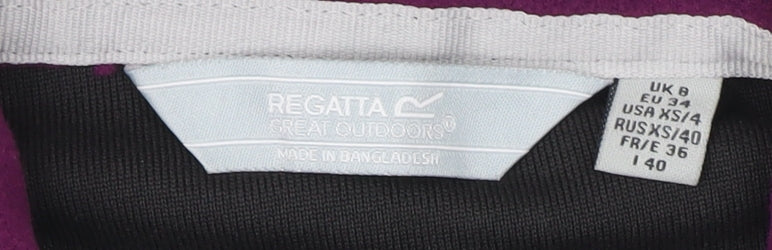 REGATTA
GREAT OUTDOORS®
MADE IN BANGLADESH
UK 8
EU 34
USA XS/4
RUS XS/40
FR/E 36
I 40